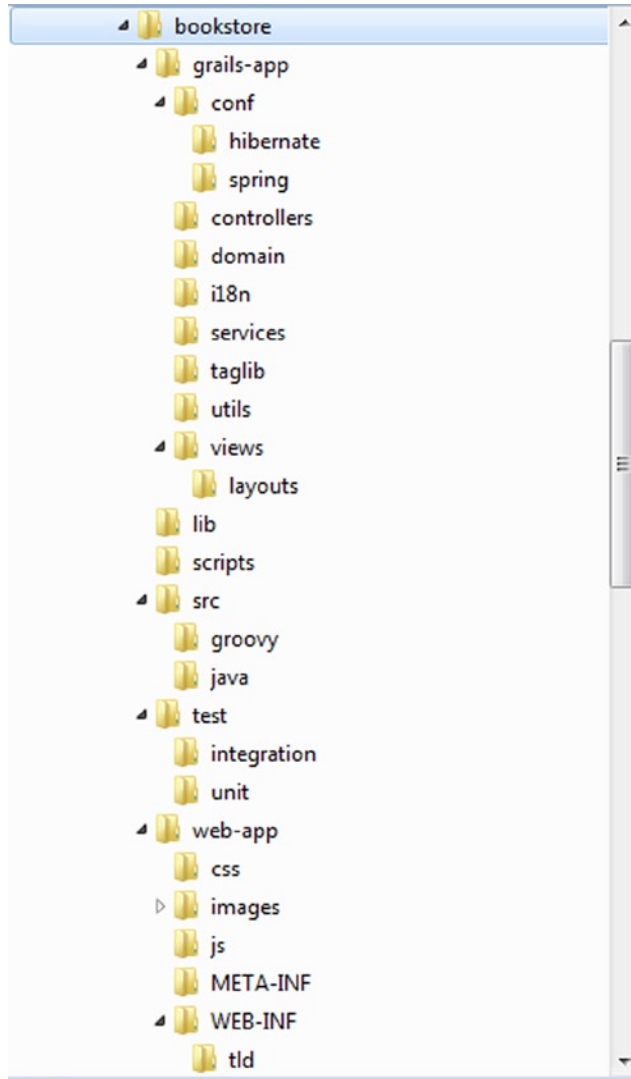 bookstore
grails-app
conf
hibernate
spring
controllers
domain
i18n
services
taglib
utils
views
layouts
lib
scripts
src
groovy
java
test
integration
unit
web-app
css
images
js
META-INF
WEB-INF
tld